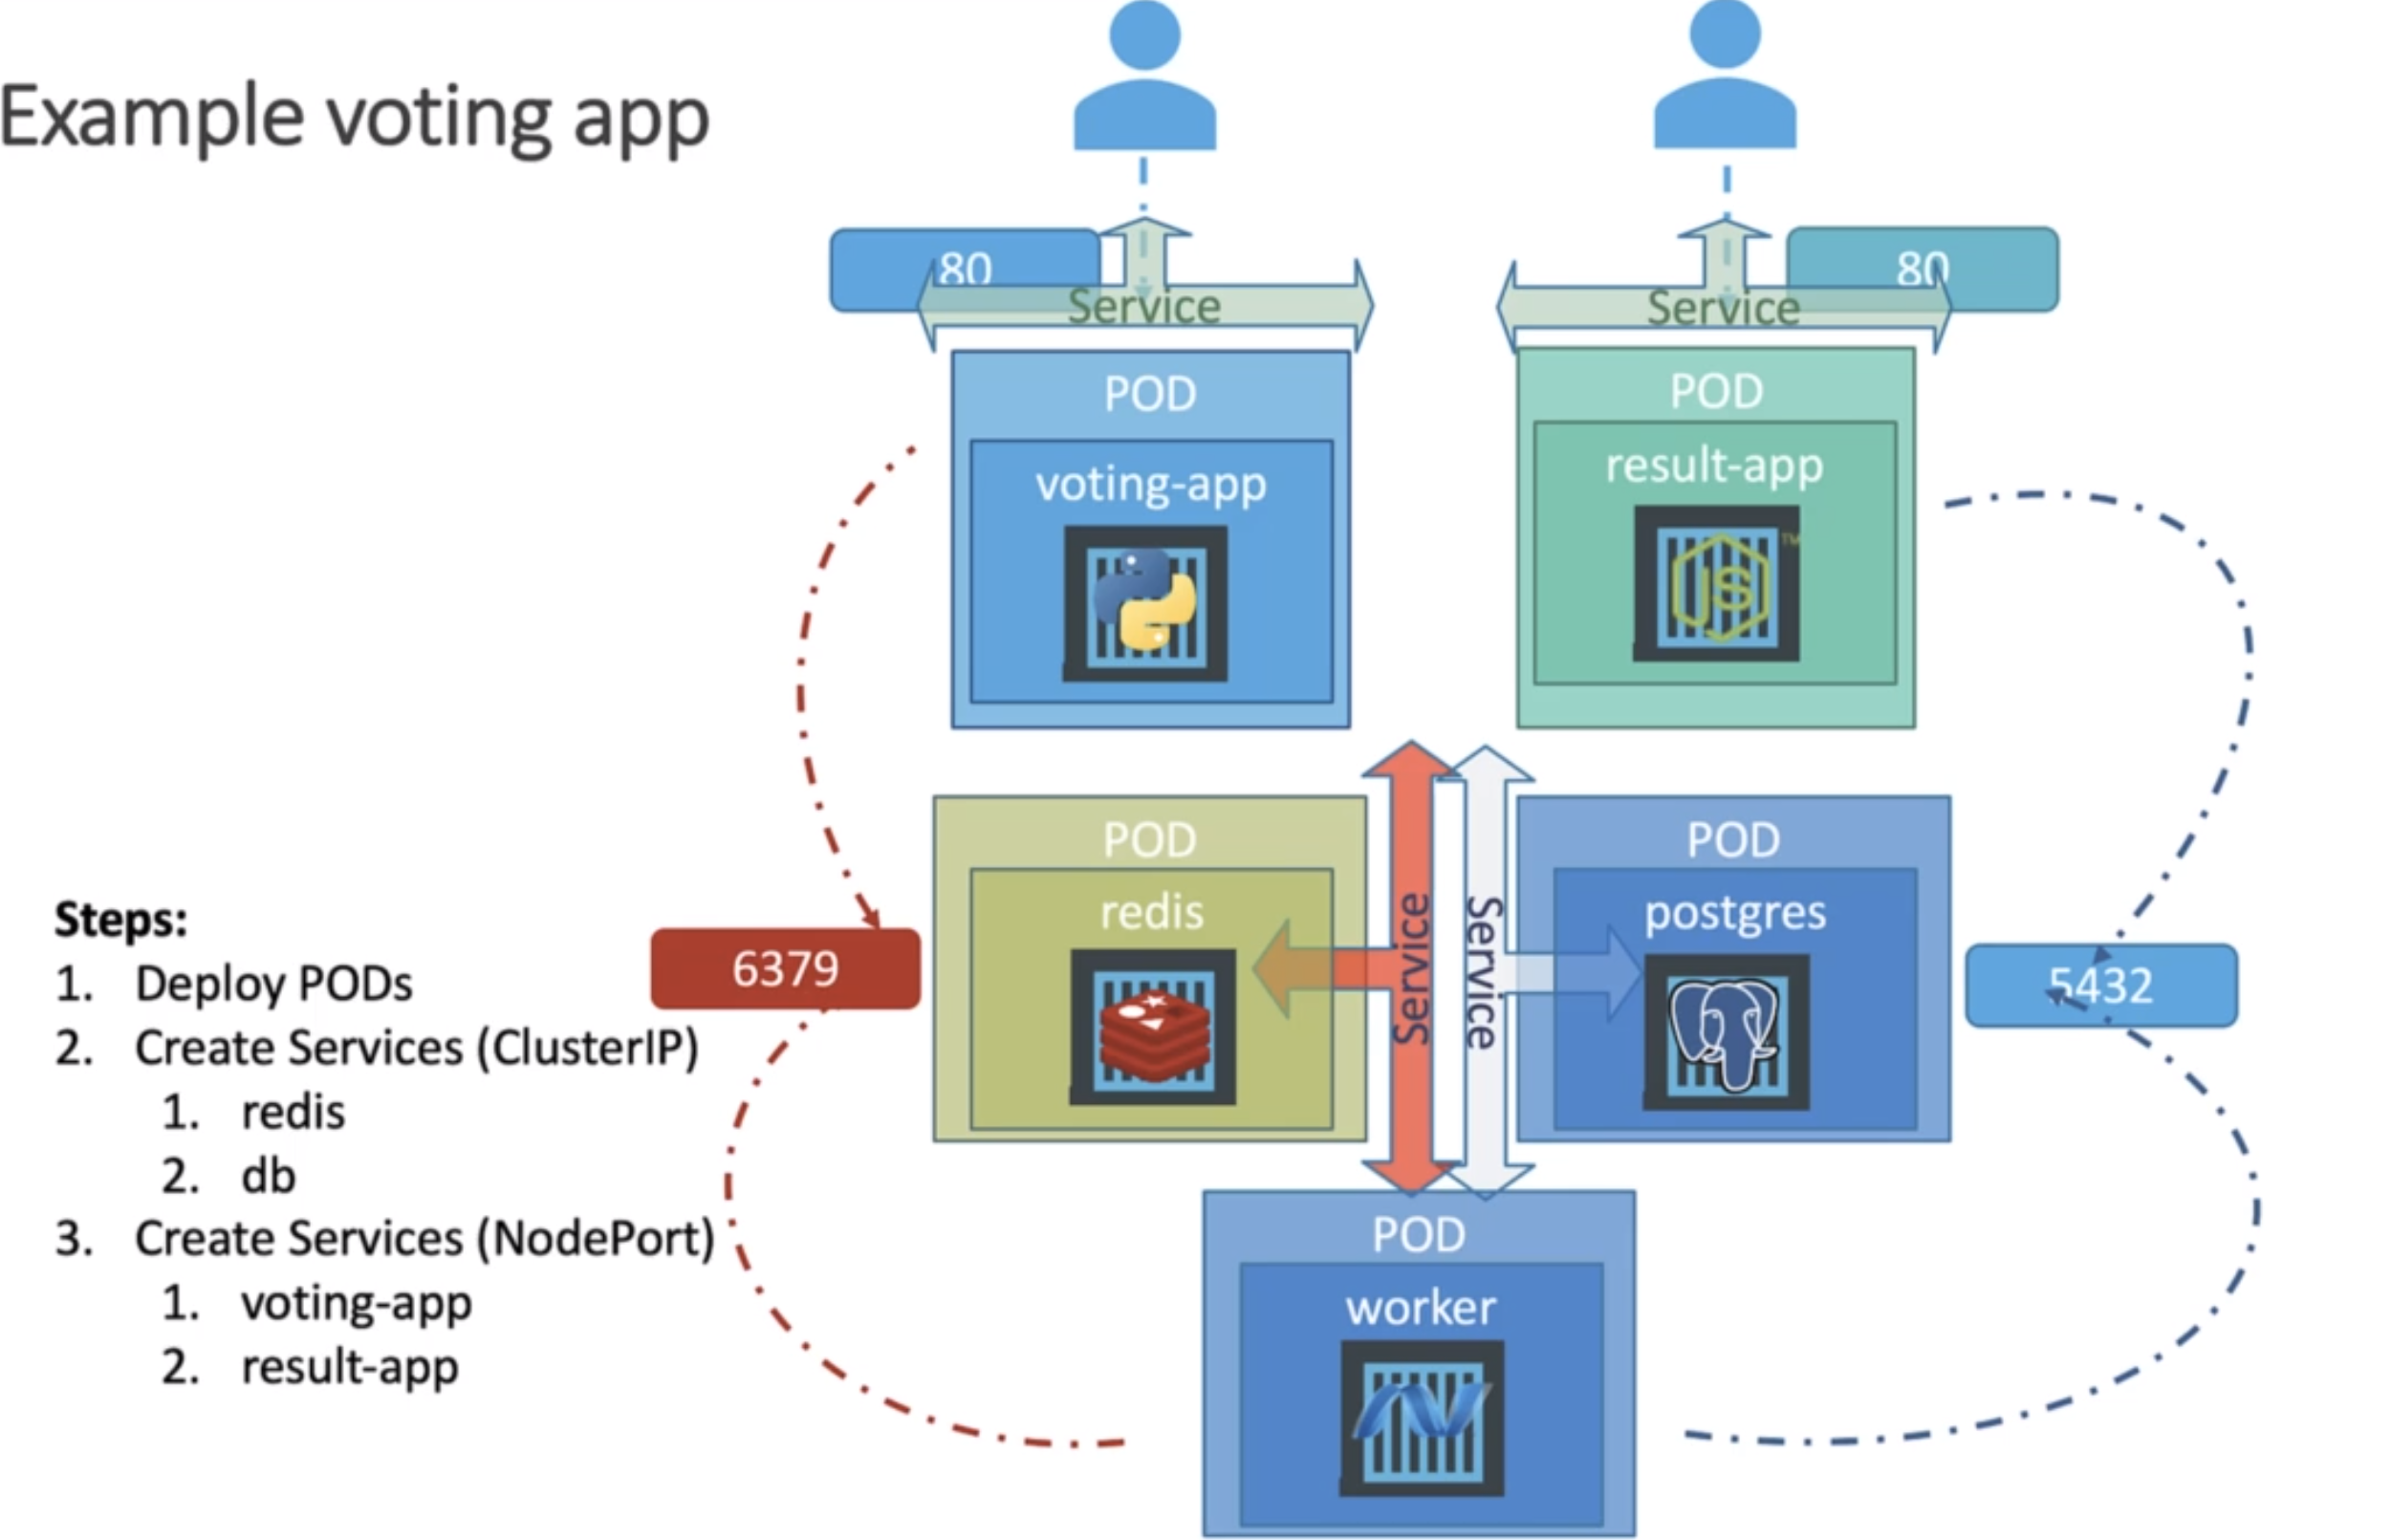 Example voting app
80
80
Service
Service
POD
POD
voting-app
result-app
TM
JS
POD
POD
redis
postgres
Service
Service
6379
5432
Steps:
1. Deploy PODs
2. Create Services (ClusterIP)
1. redis
2. db
3. Create Services (NodePort)
1. voting-app
2. result-app
POD
worker